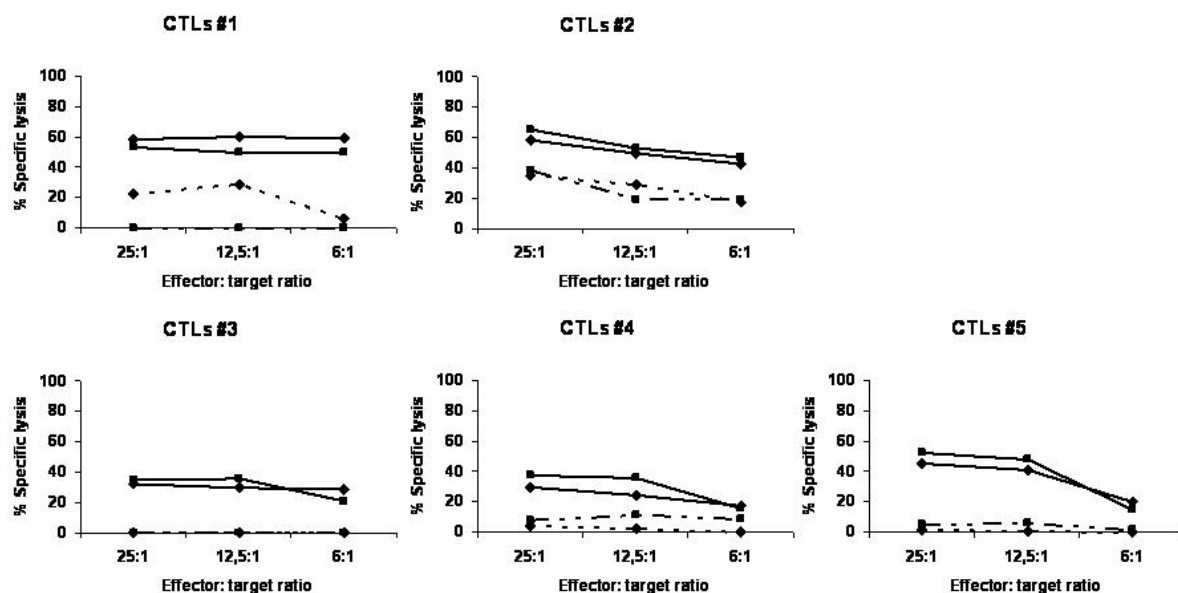 CTLs #1
% Specific lysis
100
80
60
40
20
0
25:1 12,5:1 6:1
Effector: target ratio
CTLs #2
% Specific lysis
100
80
60
40
20
0
25:1 12,5:1 6:1
Effector: target ratio
CTLs #3
% Specific lysis
100
80
60
40
20
0
25:1 12,5:1 6:1
Effector: target ratio
CTLs #4
% Specific lysis
100
80
60
40
20
0
25:1 12,5:1 6:1
Effector: target ratio
CTLs #5
% Specific lysis
100
80
60
40
20
0
25:1 12,5:1 6:1
Effector: target ratio